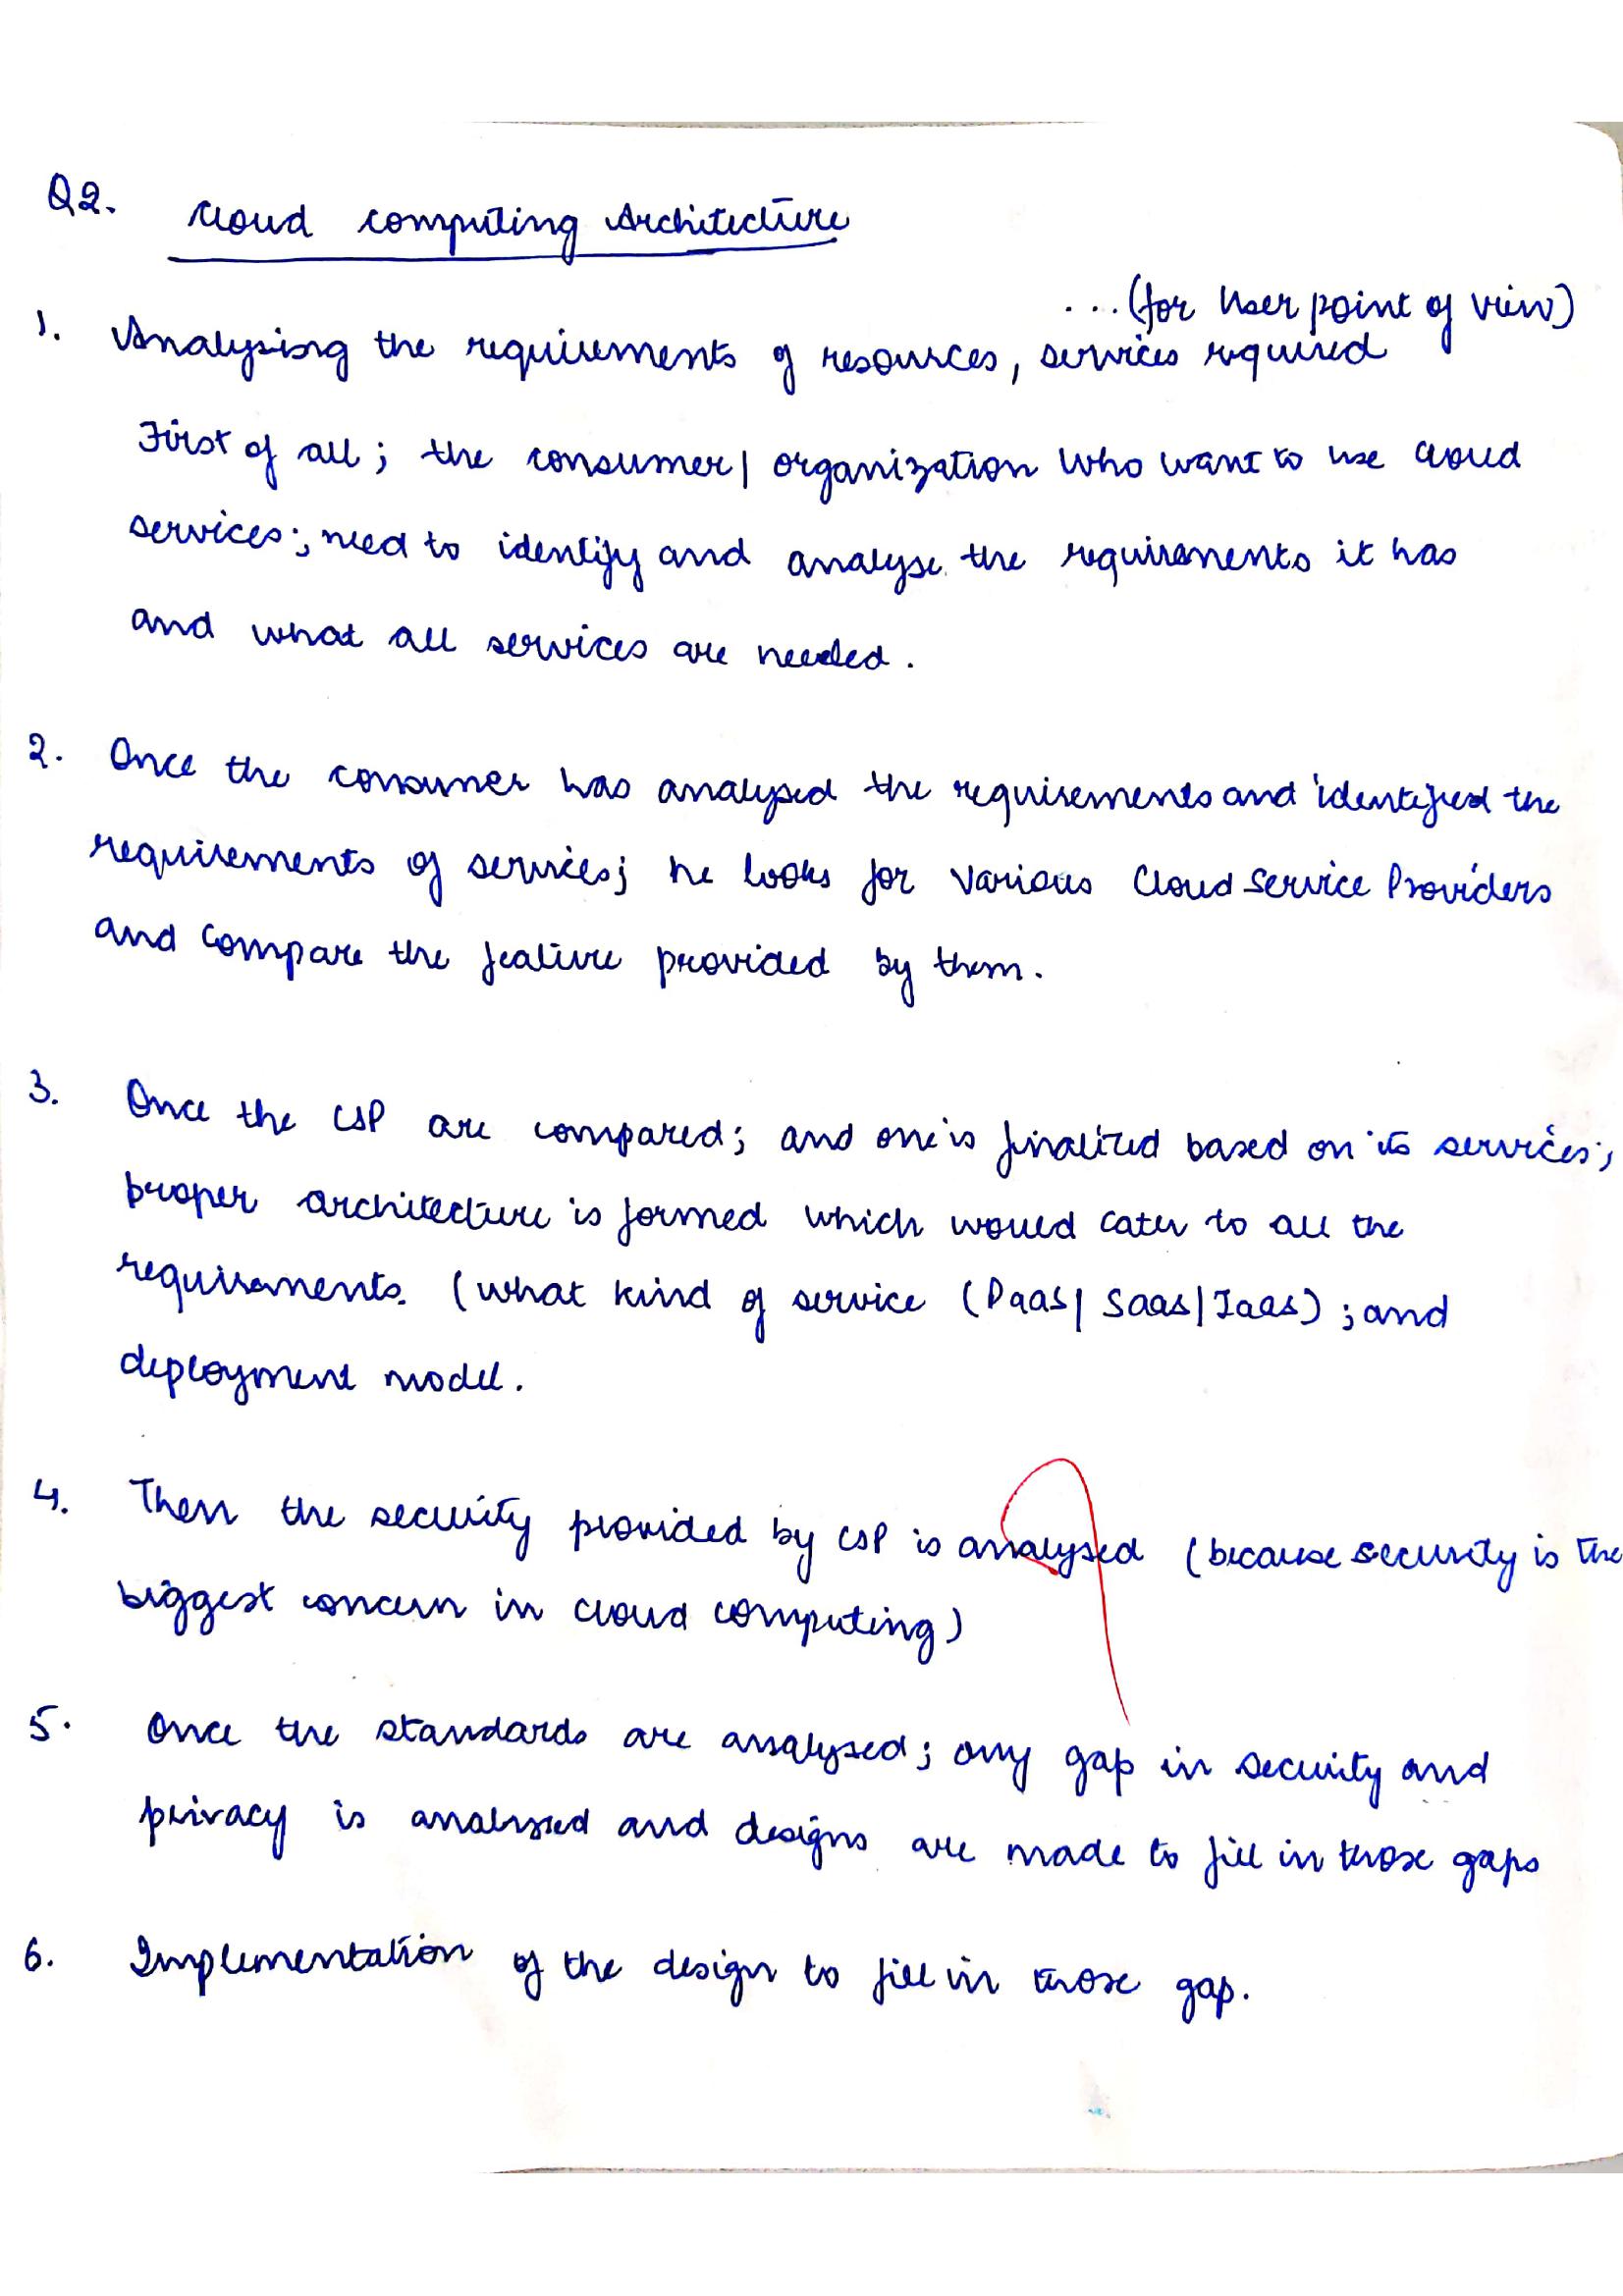 Q2. Cloud computing Architecture
...(for User point of view)
1. Analysing the requirements of resources, services required
First of all; the consumer/ organization who want to use cloud
services; need to identify and analyse the requirements it has
and what all services are needed.
2. Once the consumer has analysed the requirements and identified the
requirements of services; he looks for various Cloud Service Providers
and compare the feature provided by them.
3. Once the CSP are compared; and one is finalized based on its services;
proper architecture is formed which would cater to all the
requirements. (what kind of service (PaaS/ SaaS/IaaS) ; and
deployment model.
4. Then the security provided by CSP is analysed (because security is the
biggest concern in cloud computing)
5. Once the standards are analysed; any gap in security and
privacy is analysed and designs are made to fill in those gaps
6. Implementation of the design to fill in those gap.